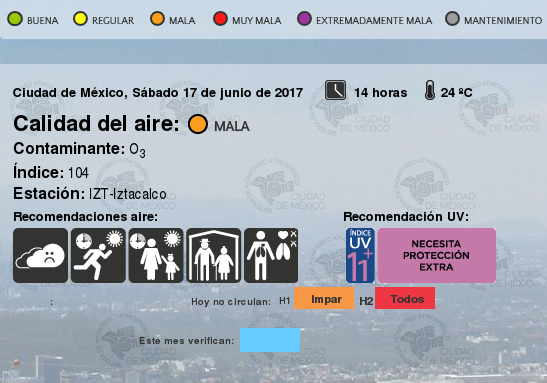 BUENA REGULAR MALA MUY MALA EXTREMADAMENTE MALA MANTENIMIENTO
Ciudad de México, Sábado 17 de junio de 2017 14 horas 24 ºC
Calidad del aire: MALA
Contaminante: O3
Índice: 104
Estación: IZT-Iztacalco
Recomendaciones aire: Recomendación UV:
ÍNDICE UV 11+ NECESITA PROTECCIÓN EXTRA
: Hoy no circulan: H1 Impar H2 Todos
Este mes verifican: